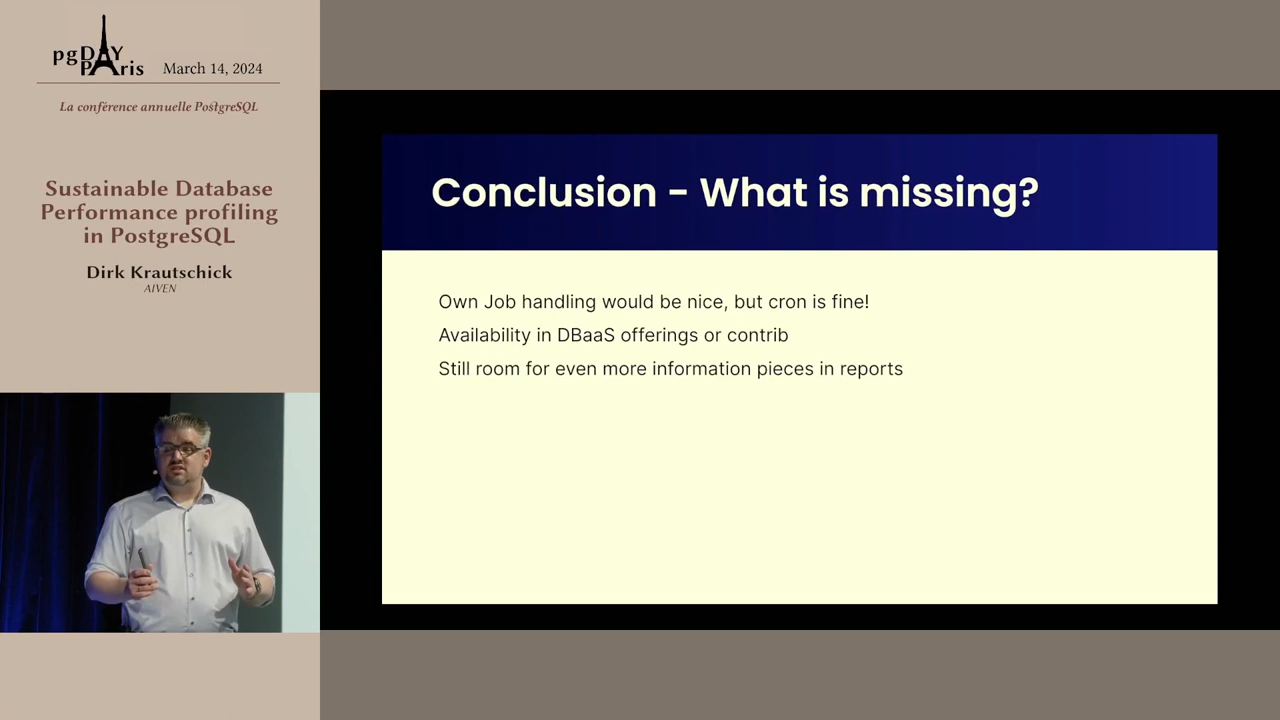 pgDAY
PAris
March 14, 2024
La conférence annuelle PostgreSQL
Sustainable Database
Performance profiling
in PostgreSQL
Dirk Krautschick
AIVEN
Conclusion - What is missing?
Own Job handling would be nice, but cron is fine!
Availability in DBaaS offerings or contrib
Still room for even more information pieces in reports